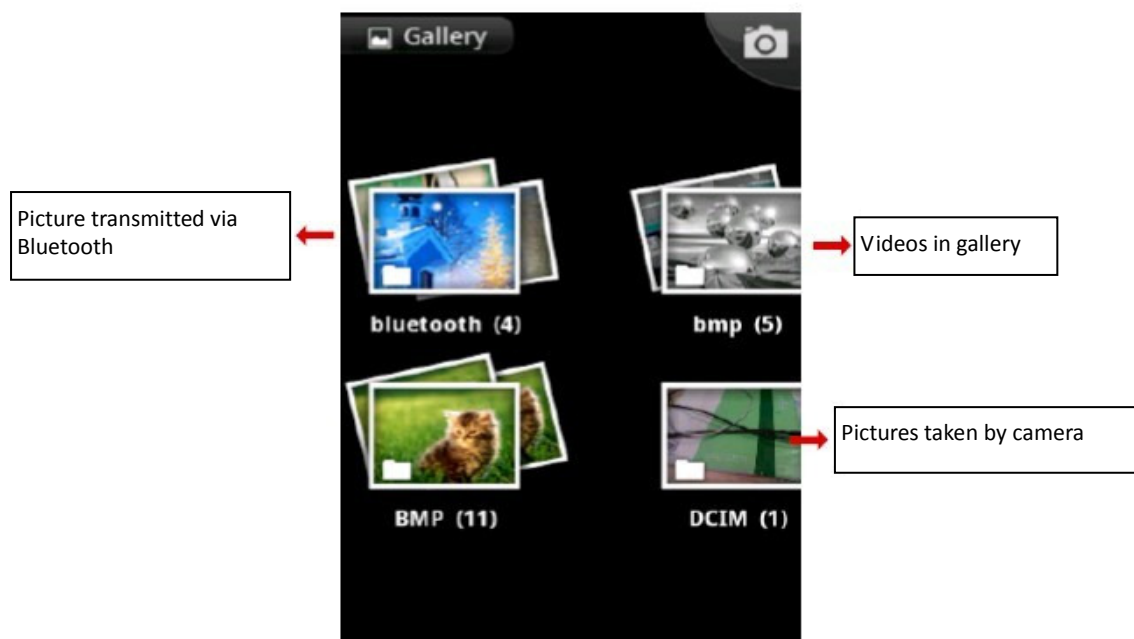 Gallery
Picture transmitted via
Bluetooth
Videos in gallery
bluetooth (4)
bmp (5)
Pictures taken by camera
BMP (11)
DCIM (1)